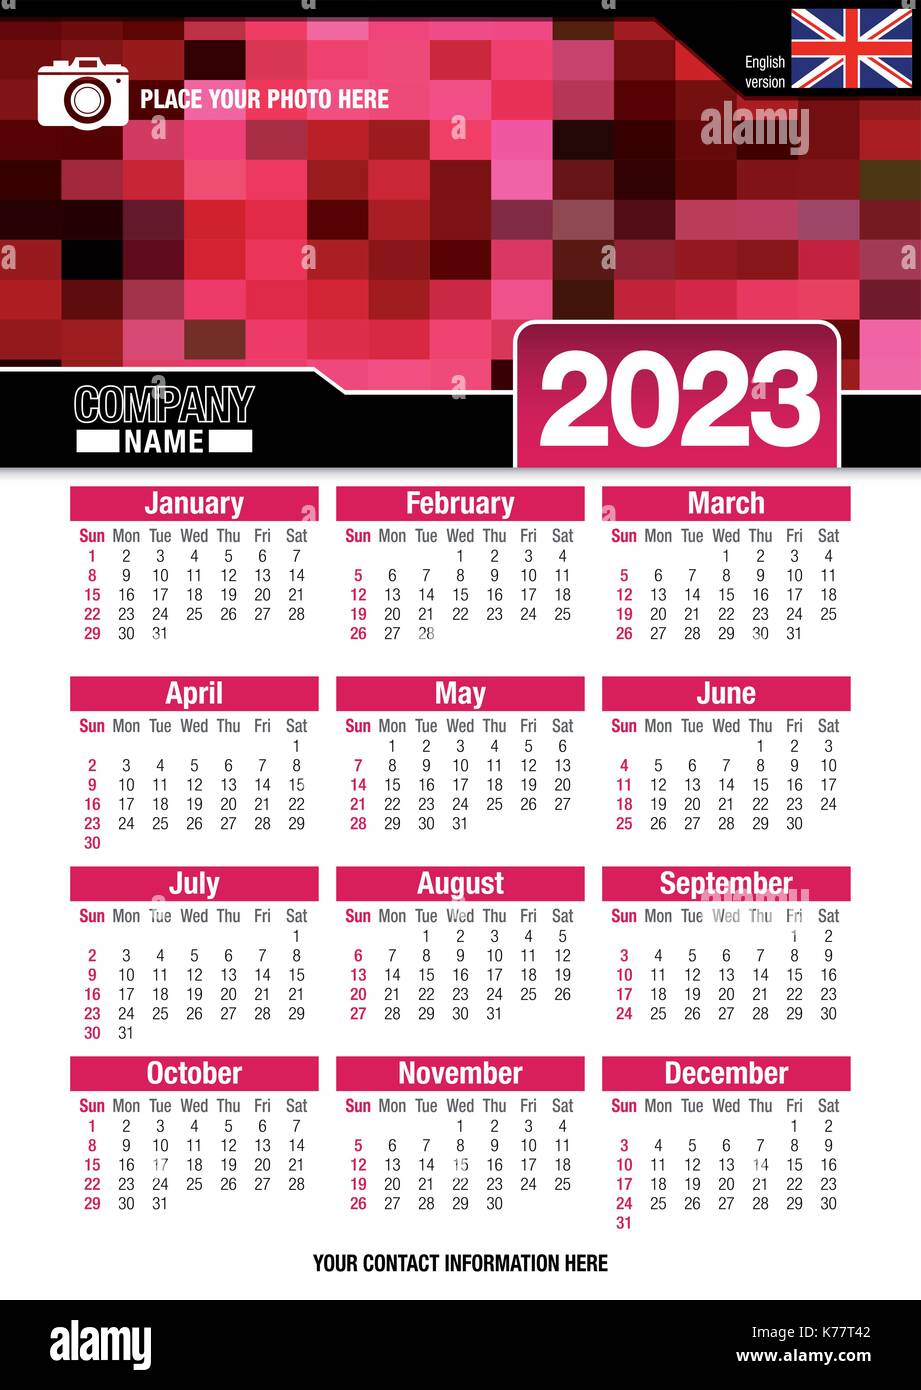 English
version
PLACE YOUR PHOTO HERE
alamy
COMPANY
NAME
2023
January
Sun Mon Tue Wed Thu Fri Sat
1 2 3 4 5 6 7
8 9 10 11 12 13 14
15 16 17 18 19 20 21
22 23 24 25 26 27 28
29 30 31
February
Sun Mon Tue Wed Thu Fri Sat
1 2 3 4
5 6 7 8 9 10 11
12 13 14 15 16 17 18
19 20 21 22 23 24 25
26 27 28
March
Sun Mon Tue Wed Thu Fri Sat
1 2 3 4
5 6 7 8 9 10 11
12 13 14 15 16 17 18
19 20 21 22 23 24 25
26 27 28 29 30 31
April
Sun Mon Tue Wed Thu Fri Sat
1
2 3 4 5 6 7 8
9 10 11 12 13 14 15
16 17 18 19 20 21 22
23 24 25 26 27 28 29
30
May
Sun Mon Tue Wed Thu Fri Sat
1 2 3 4 5 6
7 8 9 10 11 12 13
14 15 16 17 18 19 20
21 22 23 24 25 26 27
28 29 30 31
June
Sun Mon Tue Wed Thu Fri Sat
1 2 3
4 5 6 7 8 9 10
11 12 13 14 15 16 17
18 19 20 21 22 23 24
25 26 27 28 29 30
July
Sun Mon Tue Wed Thu Fri Sat
1
2 3 4 5 6 7 8
9 10 11 12 13 14 15
16 17 18 19 20 21 22
23 24 25 26 27 28 29
30 31
August
Sun Mon Tue Wed Thu Fri Sat
1 2 3 4 5
6 7 8 9 10 11 12
13 14 15 16 17 18 19
20 21 22 23 24 25 26
27 28 29 30 31
September
alamy
Sun Mon Tue Wed Thu Fri Sat
1 2
3 4 5 6 7 8 9
10 11 12 13 14 15 16
17 18 19 20 21 22 23
24 25 26 27 28 29 30
October
Sun Mon Tue Wed Thu Fri Sat
1 2 3 4 5 6 7
8 9 10 11 12 13 14
15 16 17 18 19 20 21
22 23 24 25 26 27 28
29 30 31
November
Sun Mon Tue Wed Thu Fri Sat
1 2 3 4
5 6 7 8 9 10 11
12 13 14 15 16 17 18
19 20 21 22 23 24 25
26 27 28 29 30
December
Sun Mon Tue Wed Thu Fri Sat
1 2
3 4 5 6 7 8 9
10 11 12 13 14 15 16
17 18 19 20 21 22 23
24 25 26 27 28 29 30
31
YOUR CONTACT INFORMATION HERE
alamy
Image ID: K77T42
www.alamy.com